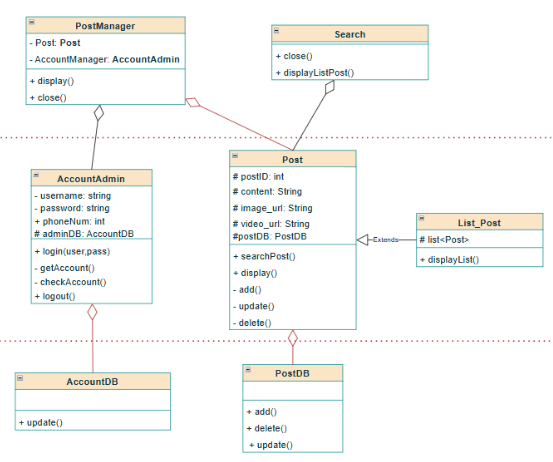 PostManager
- Post: Post
- AccountManager: AccountAdmin
+ display()
+ close()
Search
+ close()
+ displayListPost()
AccountAdmin
- username: string
- password: string
+ phoneNum: int
# adminDB: AccountDB
+ login(user,pass)
- getAccount()
- checkAccount()
+ logout()
Post
# postID: int
# content: String
# image_url: String
# video_url: String
#postDB: PostDB
+ searchPost()
+ display()
- add()
- update()
- delete()
Extends
List_Post
# list<Post>
+ displayList()
AccountDB
+ update()
PostDB
+ add()
+ delete()
+ update()